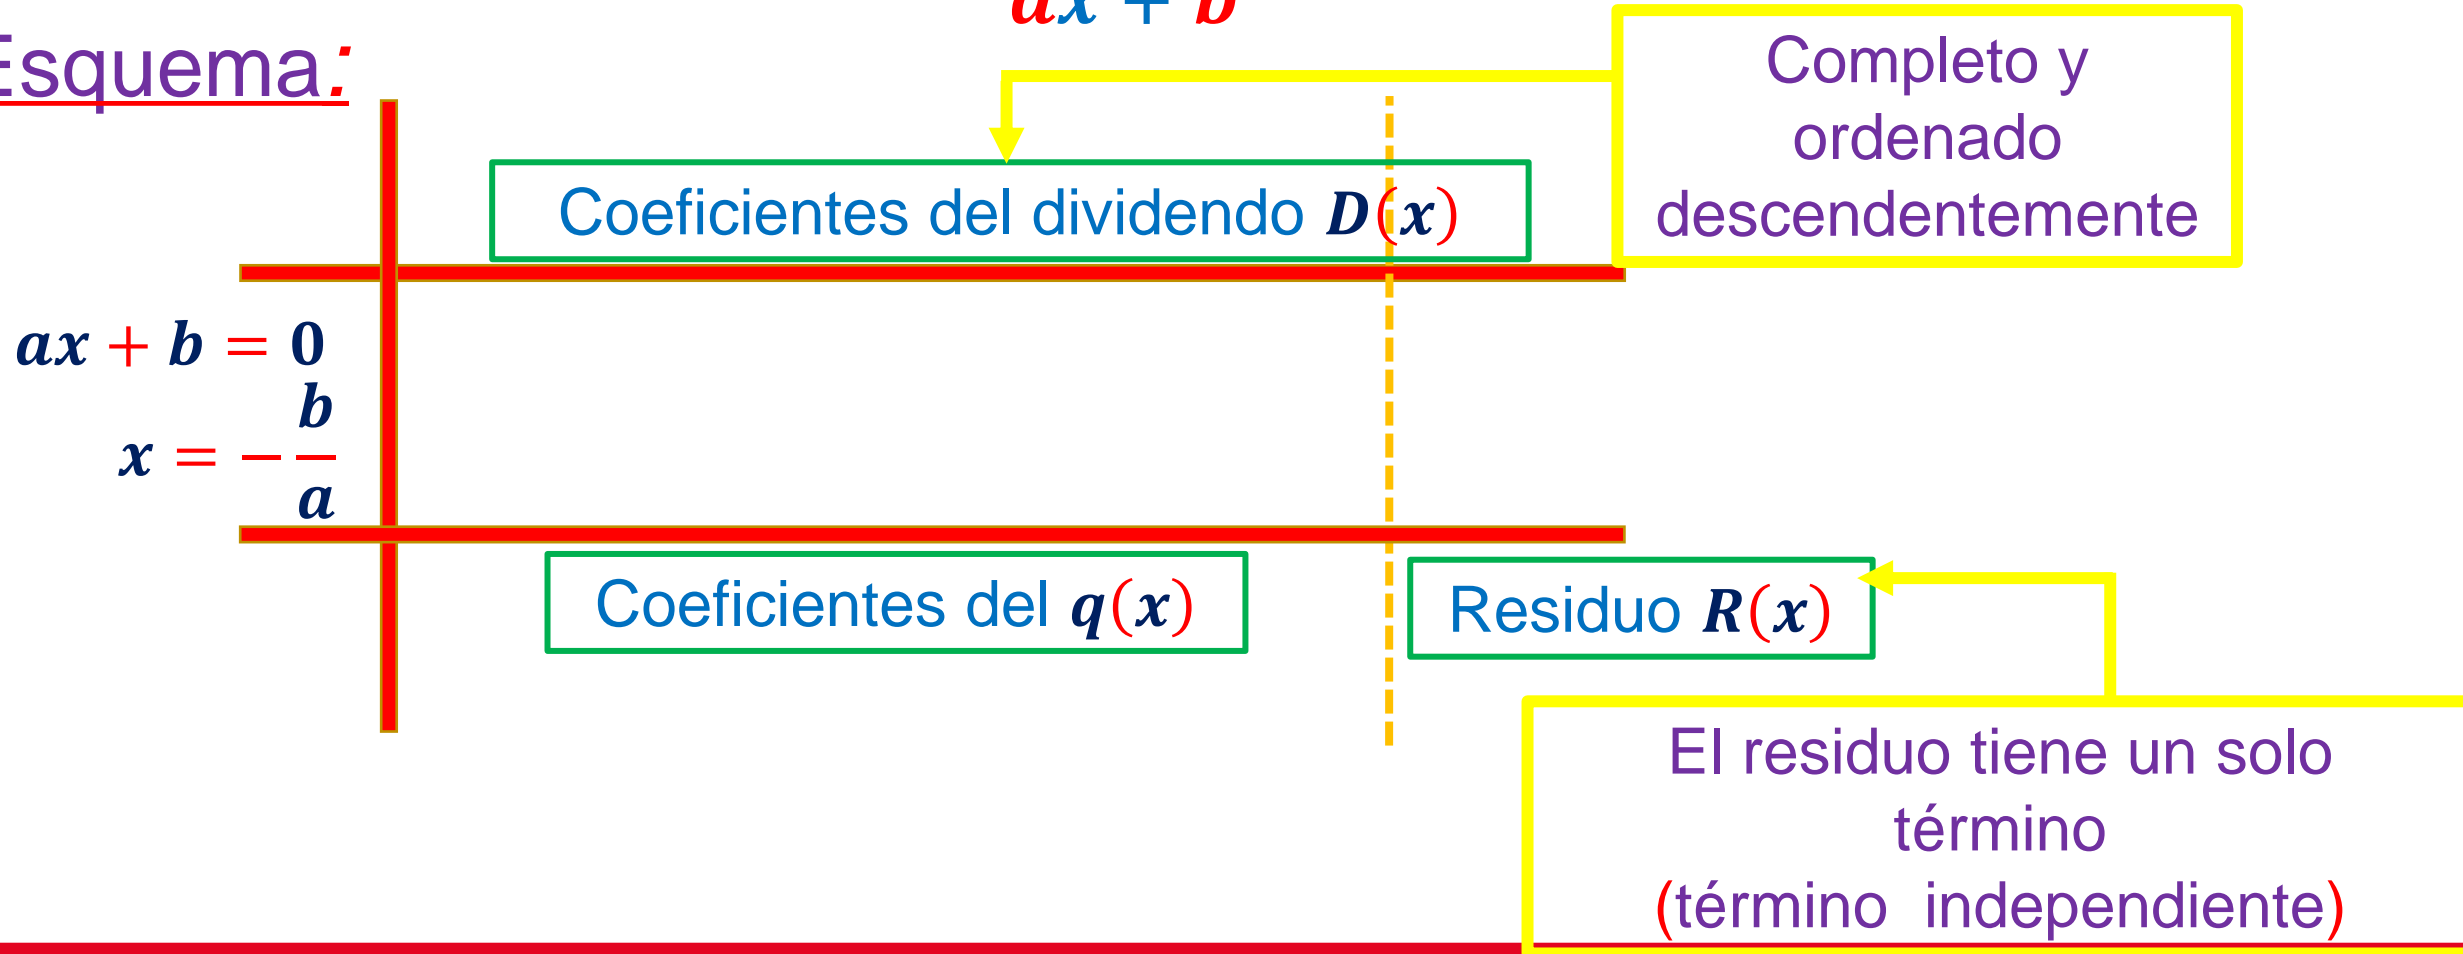 ax + b
Esquema:
Completo y
ordenado
descendentemente
Coeficientes del dividendo D(x)
ax + b = 0
x = − b/a
Coeficientes del q(x)
Residuo R(x)
El residuo tiene un solo
término
(término independiente)